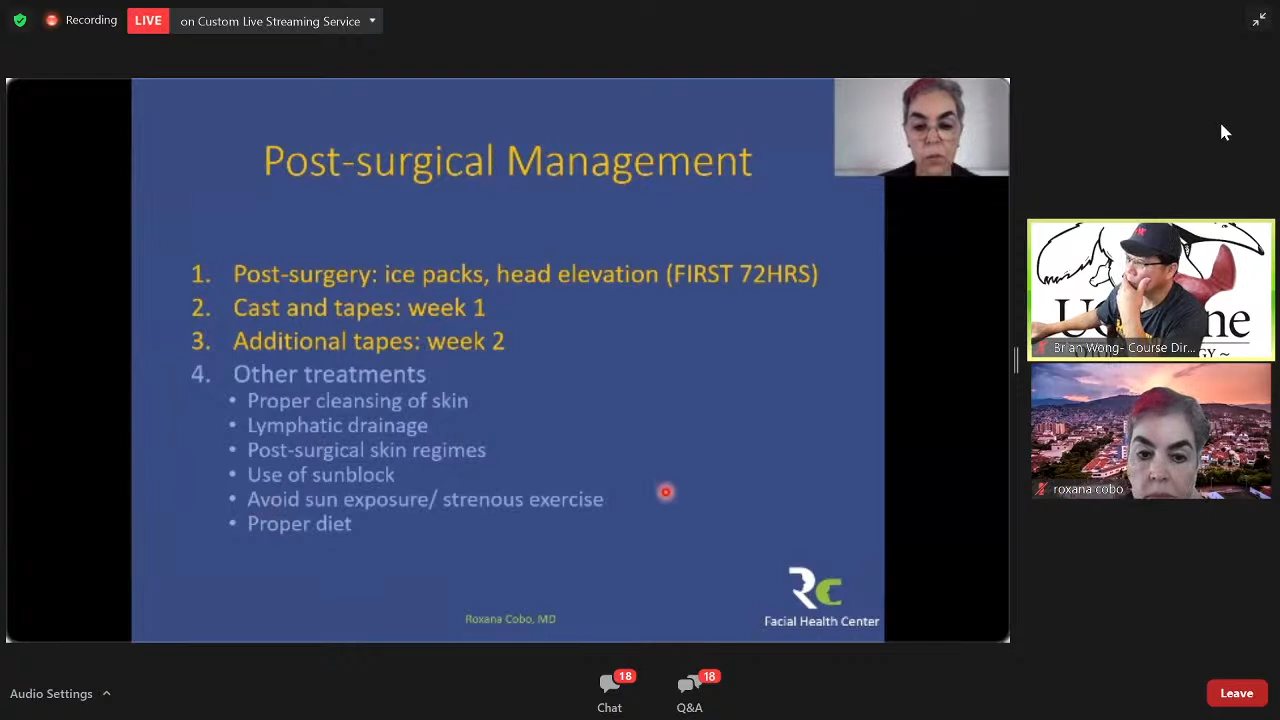 Recording
LIVE
on Custom Live Streaming Service
Post-surgical Management
1. Post-surgery: ice packs, head elevation (FIRST 72HRS)
2. Cast and tapes: week 1
3. Additional tapes: week 2
4. Other treatments
• Proper cleansing of skin
• Lymphatic drainage
• Post-surgical skin regimes
• Use of sunblock
• Avoid sun exposure/ strenous exercise
• Proper diet
Roxana Cobo, MD
RC
Facial Health Center
Brian Wong- Course Dir...
roxana cobo
Audio Settings
18
Chat
18
Q&A
Leave